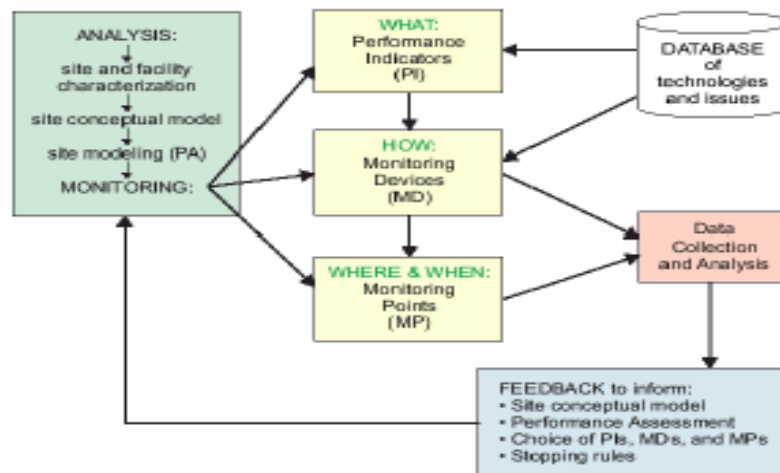 ANALYSIS:
site and facility
characterization
site conceptual model
site modeling (PA)
MONITORING:
WHAT:
Performance
Indicators
(PI)
HOW:
Monitoring
Devices
(MD)
WHERE & WHEN:
Monitoring
Points
(MP)
DATABASE
of
technologies
and issues
Data
Collection
and Analysis
FEEDBACK to inform:
• Site conceptual model
• Performance Assessment
• Choice of PIs, MDs, and MPs
• Stopping rules